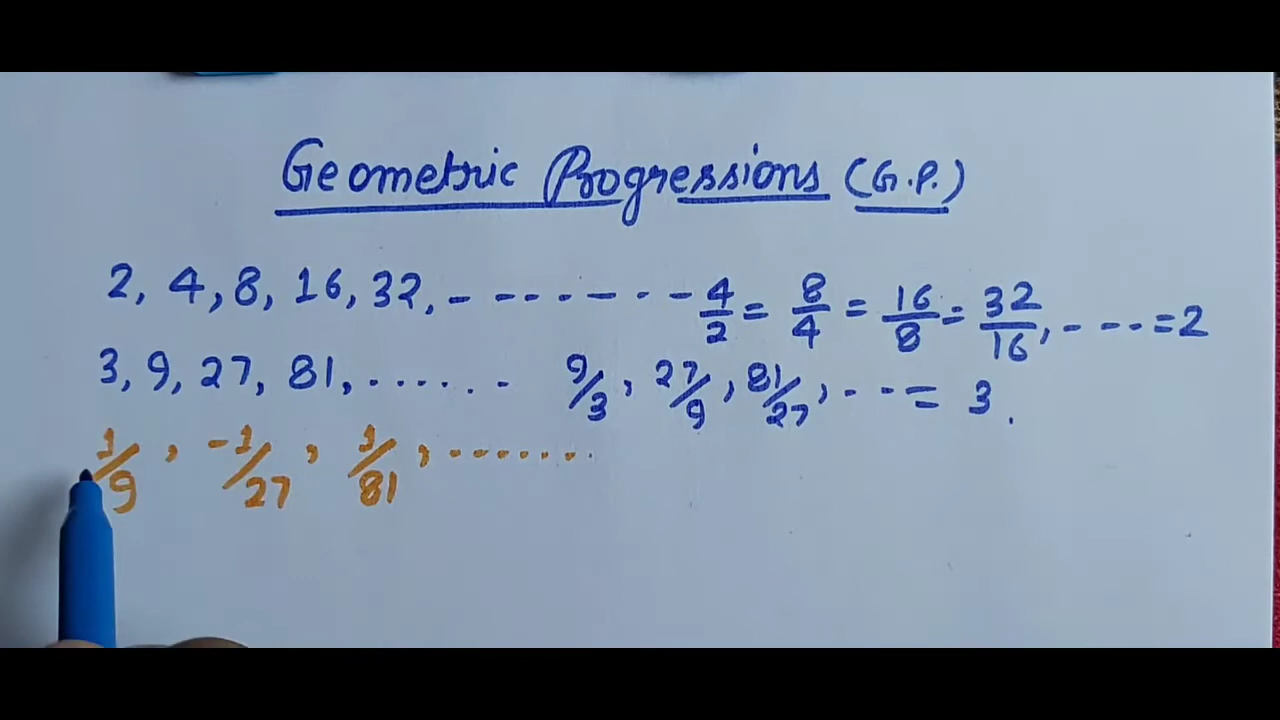 Geometric Progressions (G.P.)
2, 4, 8, 16, 32, - - - - - - - 4/2 = 8/4 = 16/8 = 32/16, - - - - = 2
3, 9, 27, 81, . . . . . . - 9/3, 27/9, 81/27, - - - = 3.
1/9, -1/27, 1/81, - - - - - - -